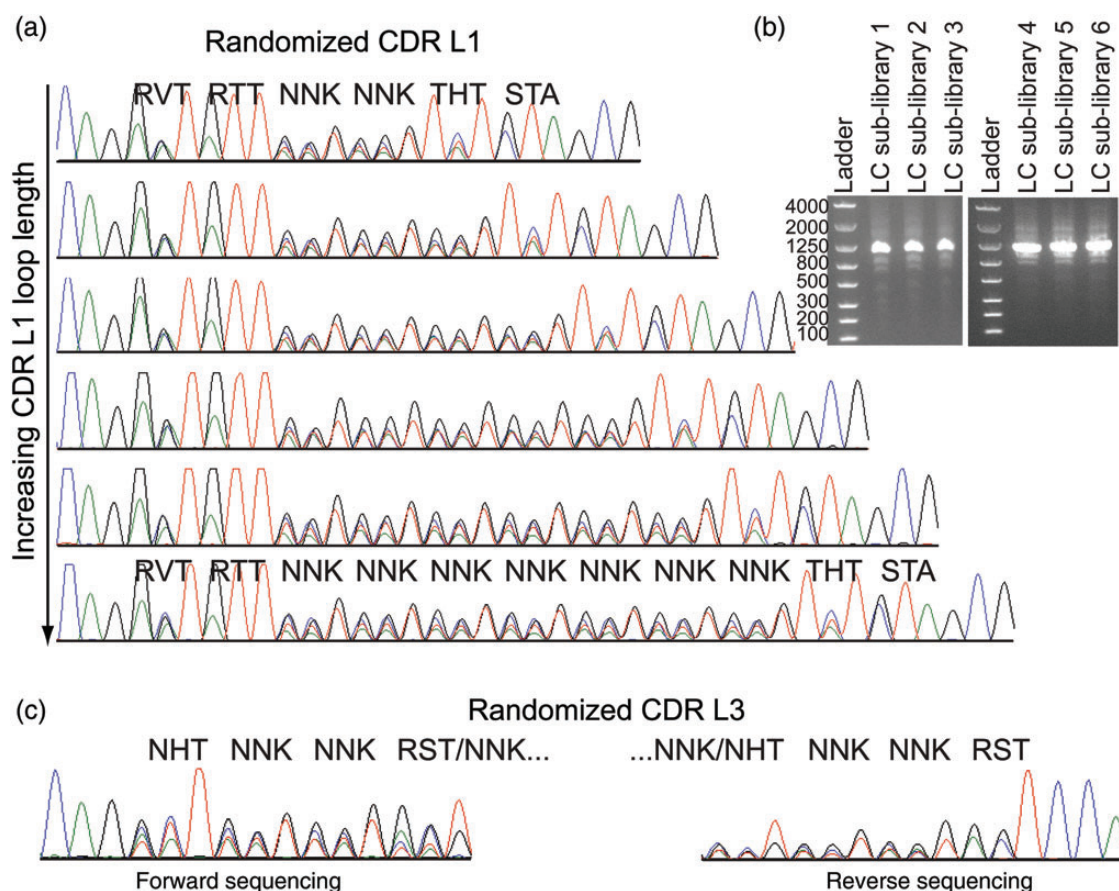 (a)
Randomized CDR L1
Increasing CDR L1 loop length
RVT RTT NNK NNK THT STA
RVT RTT NNK NNK NNK NNK NNK NNK NNK THT STA
(b)
Ladder
LC sub-library 1
LC sub-library 2
LC sub-library 3
Ladder
LC sub-library 4
LC sub-library 5
LC sub-library 6
4000
2000
1250
800
500
300
200
100
(c)
Randomized CDR L3
NHT NNK NNK RST/NNK... ...NNK/NHT NNK NNK RST
Forward sequencing
Reverse sequencing